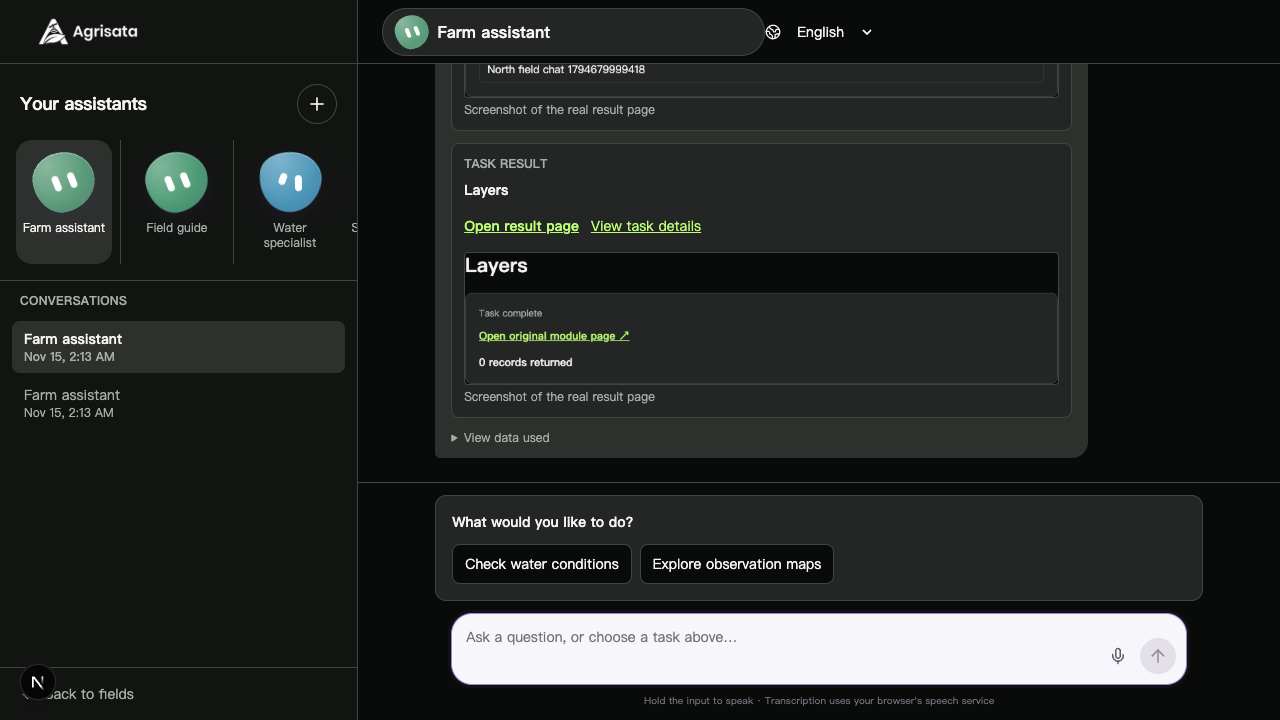 Agrisata
Farm assistant
English
Your assistants
Farm assistant
Field guide
Water
specialist
CONVERSATIONS
Farm assistant
Nov 15, 2:13 AM
Farm assistant
Nov 15, 2:13 AM
N
ack to fields
North field chat 1794679999418
Screenshot of the real result page
TASK RESULT
Layers
Open result page View task details
Layers
Task complete
Open original module page ↗
0 records returned
Screenshot of the real result page
View data used
What would you like to do?
Check water conditions Explore observation maps
Ask a question, or choose a task above…
Hold the input to speak · Transcription uses your browser's speech service